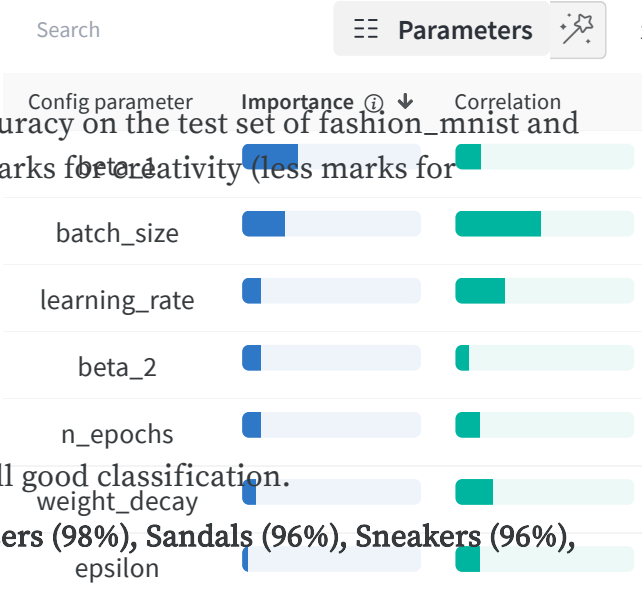 Search
Parameters
Config parameter Importance Correlation
uracy on the test set of fashion_mnist and
beta_1
arks for creativity (less marks for
batch_size
learning_rate
beta_2
n_epochs
ll good classification.
weight_decay
ers (98%), Sandals (96%), Sneakers (96%),
epsilon